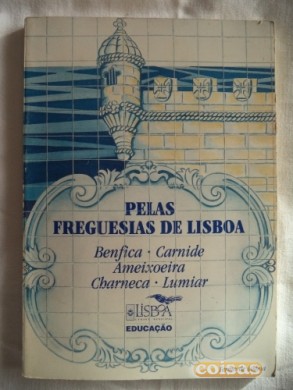 PELAS
FREGUESIAS DE LISBOA
Benfica · Carnide
Ameixoeira
Charneca · Lumiar
LISBOA
EDUCAÇÃO
coisas